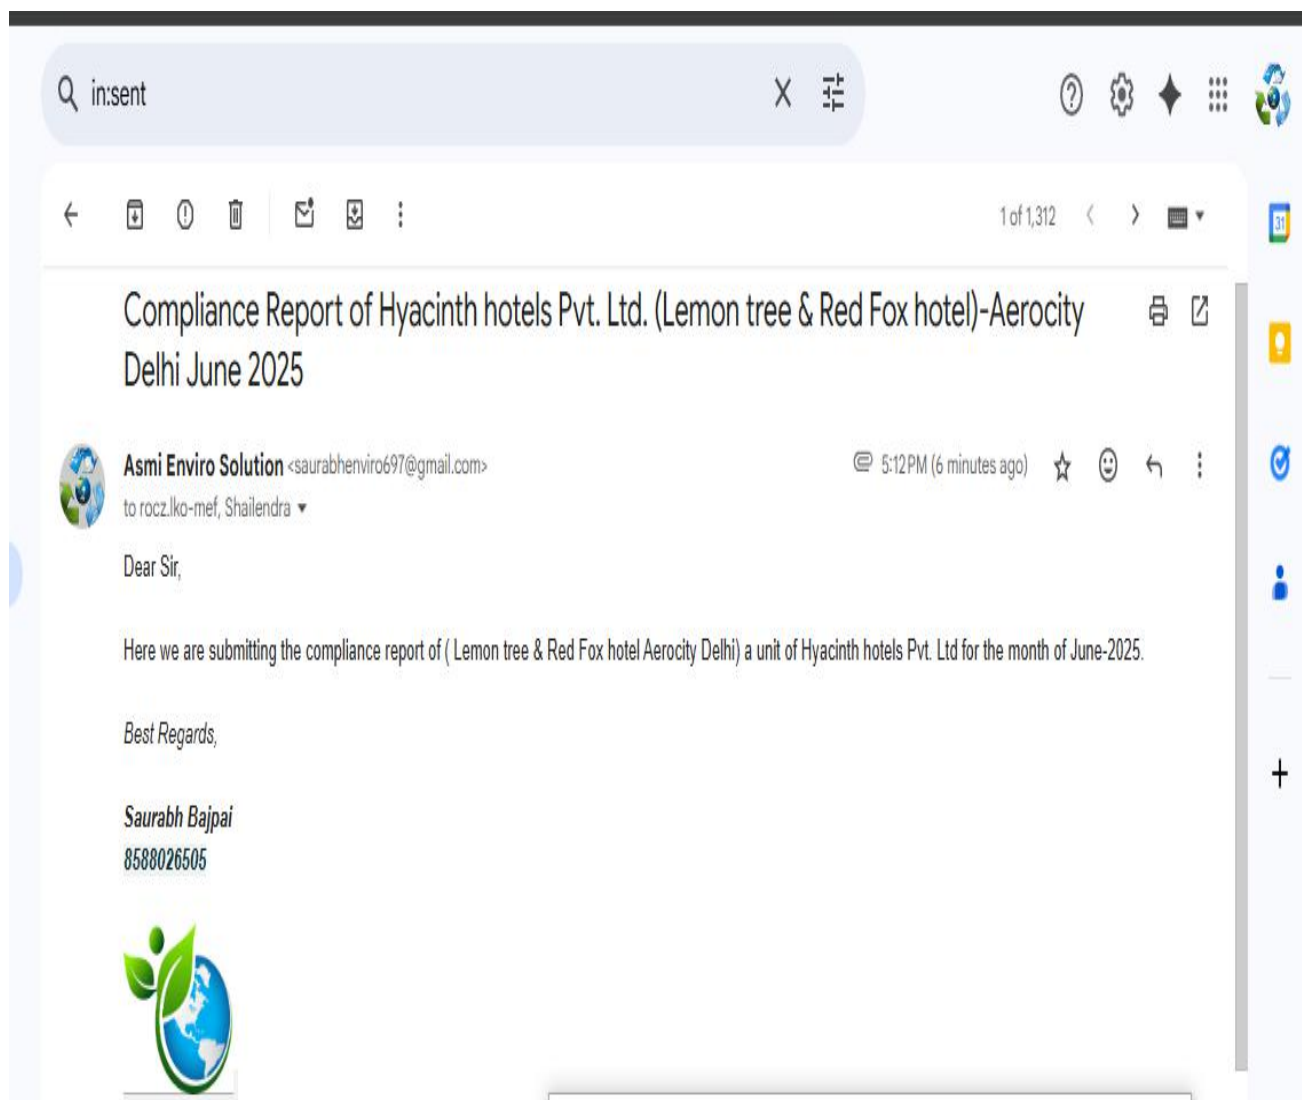 in:sent
1 of 1,312
31
Compliance Report of Hyacinth hotels Pvt. Ltd. (Lemon tree & Red Fox hotel)-Aerocity
Delhi June 2025
Asmi Enviro Solution <saurabhenviro697@gmail.com>
5:12 PM (6 minutes ago)
to rocz.lko-mef, Shailendra
Dear Sir,
Here we are submitting the compliance report of ( Lemon tree & Red Fox hotel Aerocity Delhi) a unit of Hyacinth hotels Pvt. Ltd for the month of June-2025.
Best Regards,
Saurabh Bajpai
8588026505